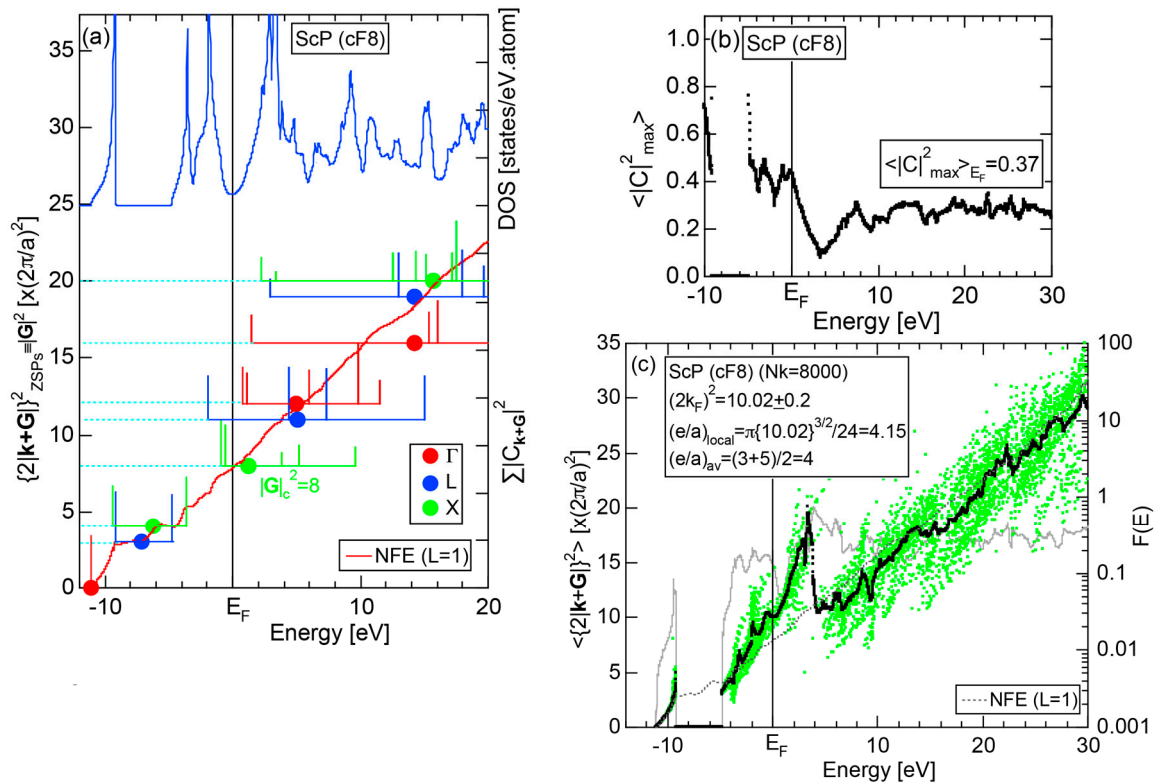 (a)
ScP (cF8)
35
30
25
20
15
10
5
0
{2|k+G|}²ZSPs≡|G|² [x(2π/a)²]
DOS [states/eV.atom]
Σ|Ck+G|²
|G|c²=8
Γ
L
X
NFE (L=1)
-10
EF
10
20
Energy [eV]
(b)
ScP (cF8)
1.0
0.8
0.6
0.4
0.2
0.0
<|C|²max>
<|C|²max>EF=0.37
-10
EF
10
20
30
Energy [eV]
(c)
ScP (cF8) (Nk=8000)
(2kF)²=10.02±0.2
(e/a)local=π{10.02}3/2/24=4.15
(e/a)av=(3+5)/2=4
35
30
25
20
15
10
5
0
<{2|k+G|}²> [x(2π/a)²]
100
10
1
0.1
0.01
0.001
F(E)
NFE (L=1)
-10
EF
10
20
30
Energy [eV]